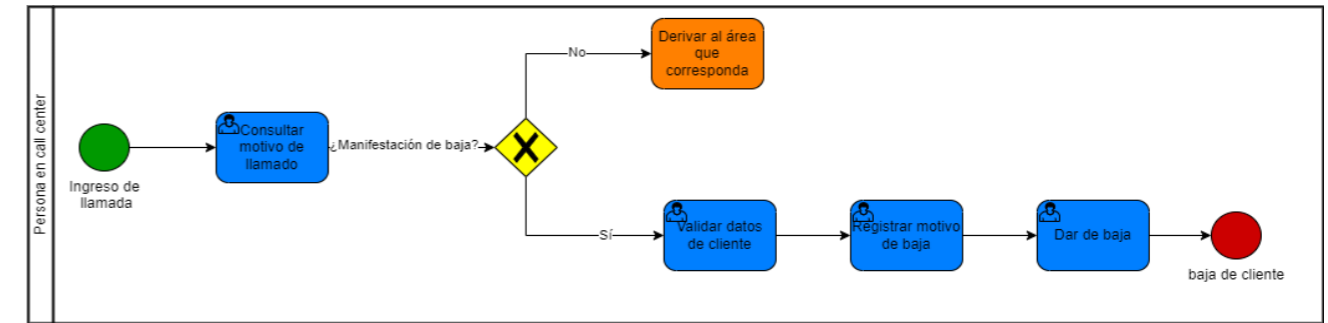 Persona en call center
Ingreso de
llamada
Consultar
motivo de
llamado
¿Manifestación de baja?
No
Derivar al área
que
corresponda
Sí
Validar datos
de cliente
Registrar motivo
de baja
Dar de baja
baja de cliente